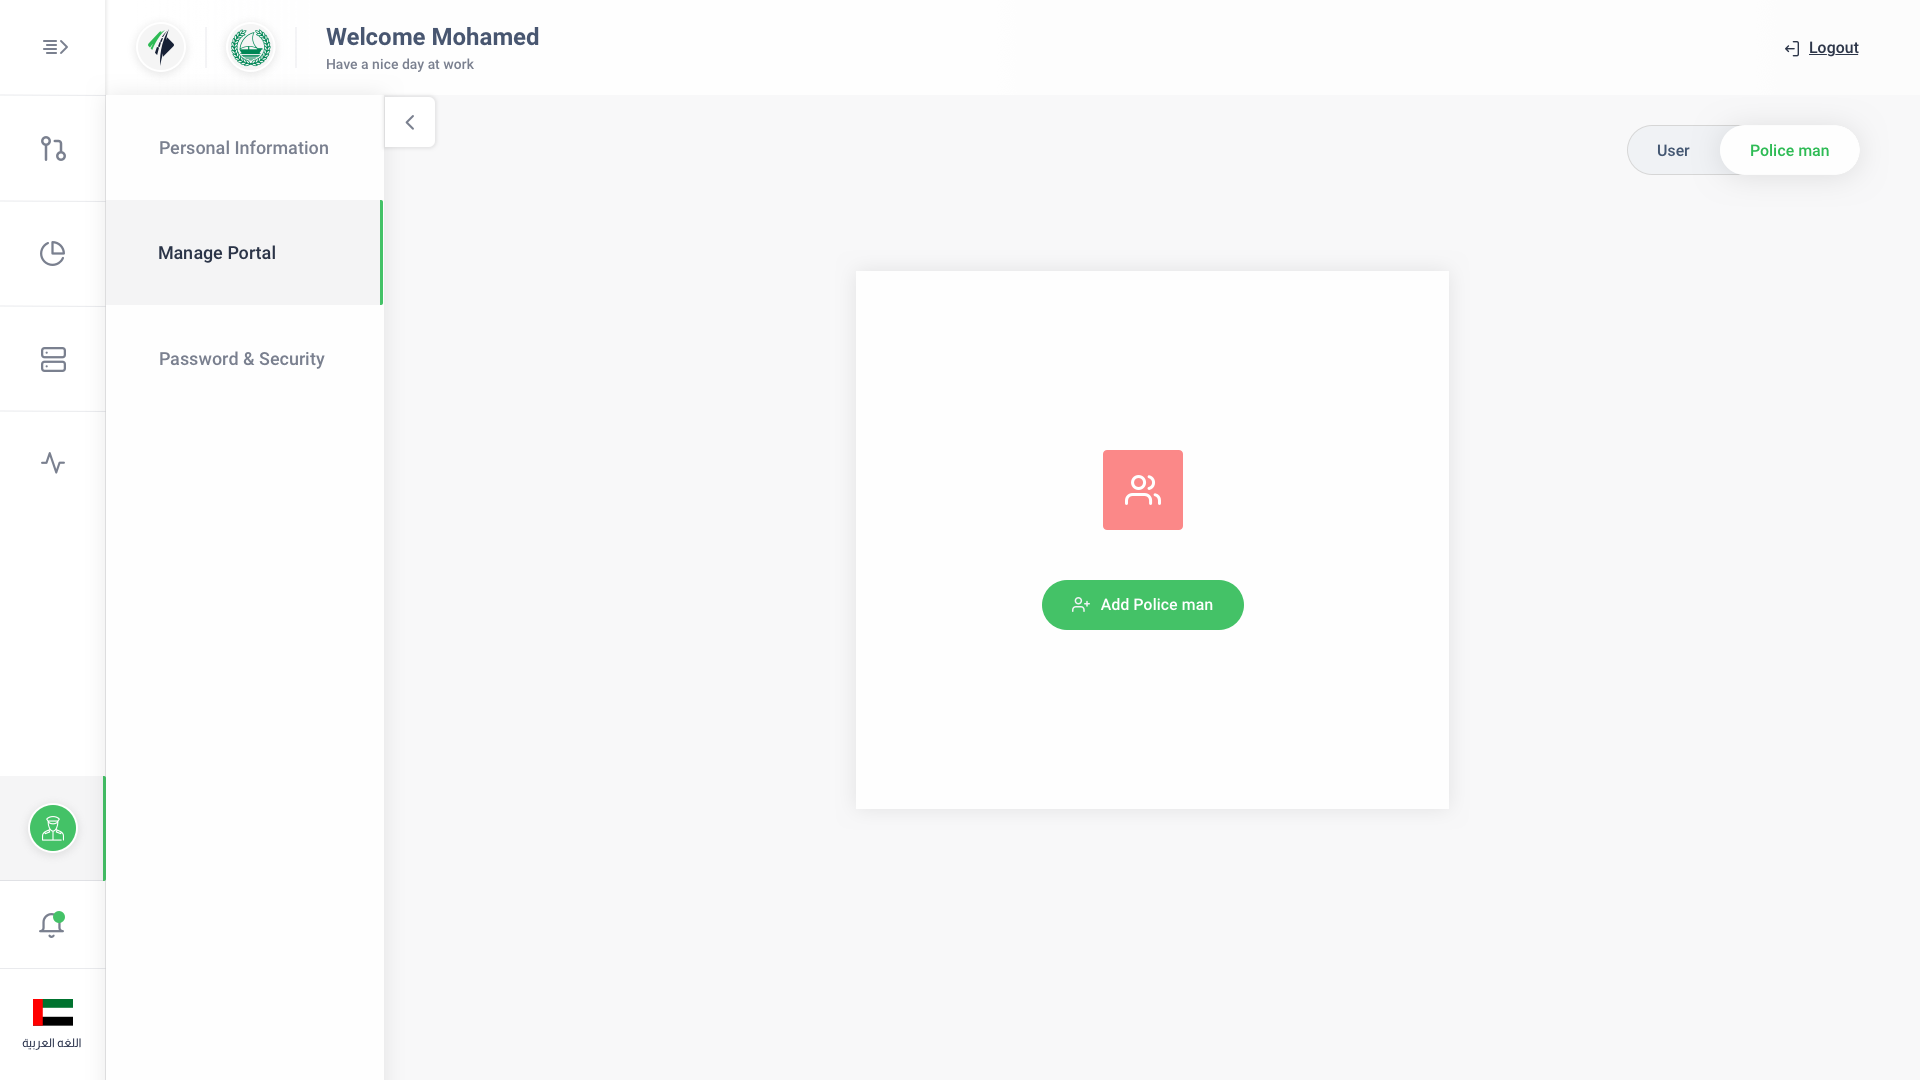 Welcome Mohamed
Have a nice day at work
Logout
Personal Information
Manage Portal
Password & Security
User
Police man
Add Police man
اللغه العربية